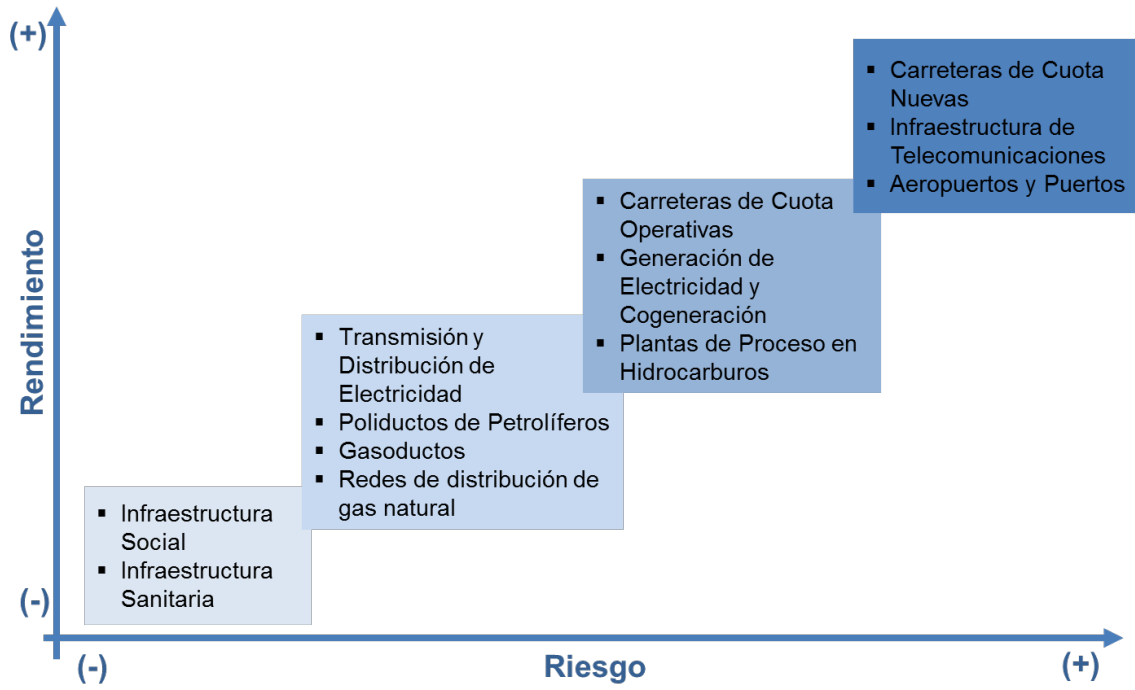 (+)
Rendimiento
(-)
▪ Carreteras de Cuota
Nuevas
▪ Infraestructura de
Telecomunicaciones
▪ Aeropuertos y Puertos
▪ Carreteras de Cuota
Operativas
▪ Generación de
Electricidad y
Cogeneración
▪ Plantas de Proceso en
Hidrocarburos
▪ Transmisión y
Distribución de
Electricidad
▪ Poliductos de Petrolíferos
▪ Gasoductos
▪ Redes de distribución de
gas natural
▪ Infraestructura
Social
▪ Infraestructura
Sanitaria
(-)
Riesgo
(+)